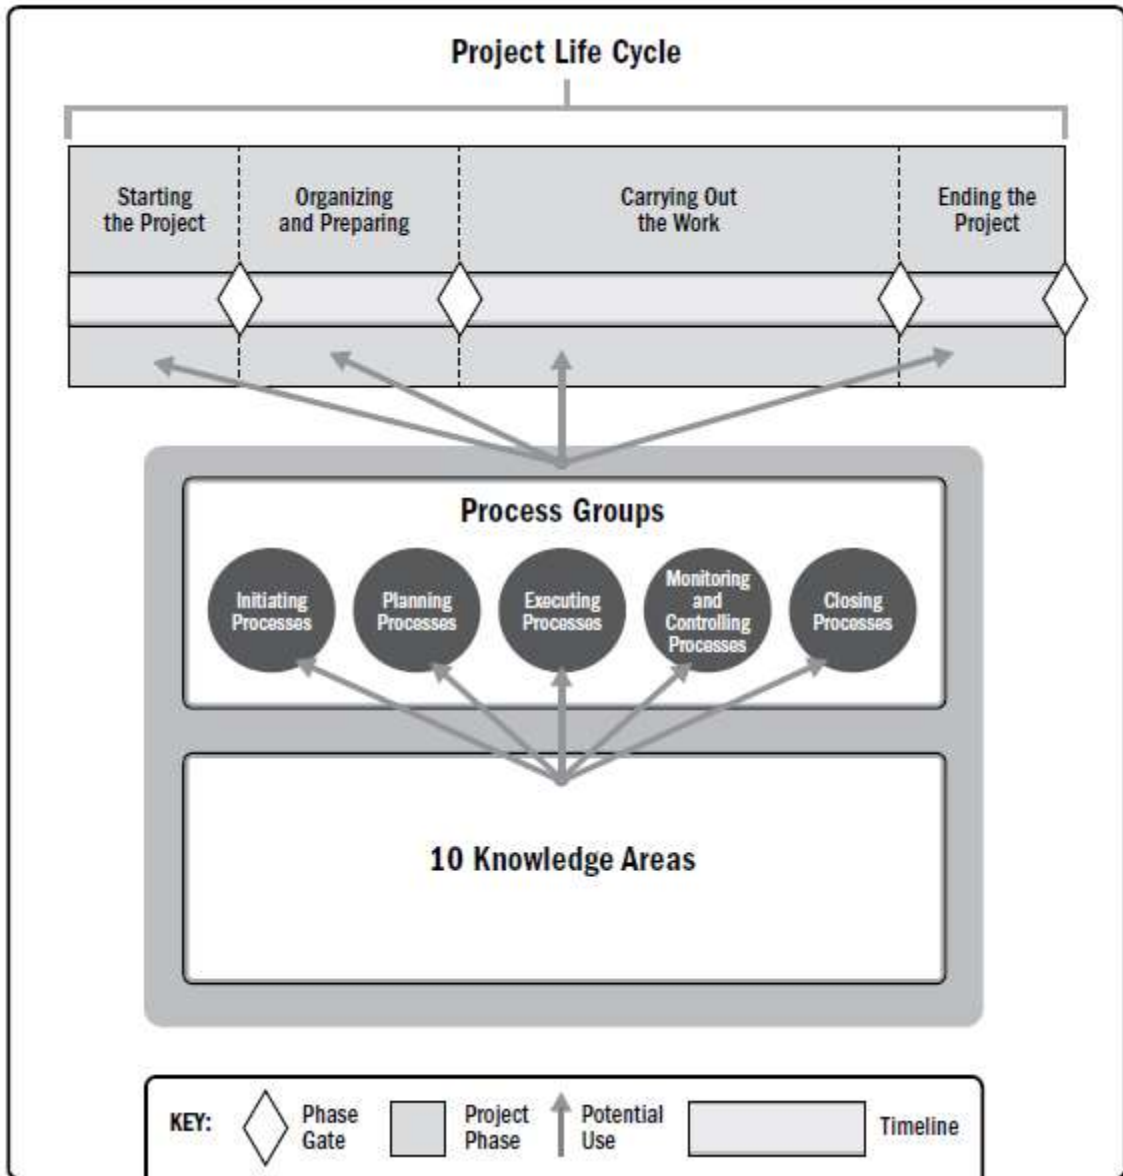 Project Life Cycle
Starting
the Project
Organizing
and Preparing
Carrying Out
the Work
Ending the
Project
Process Groups
Initiating
Processes
Planning
Processes
Executing
Processes
Monitoring
and
Controlling
Processes
Closing
Processes
10 Knowledge Areas
KEY:
Phase
Gate
Project
Phase
Potential
Use
Timeline